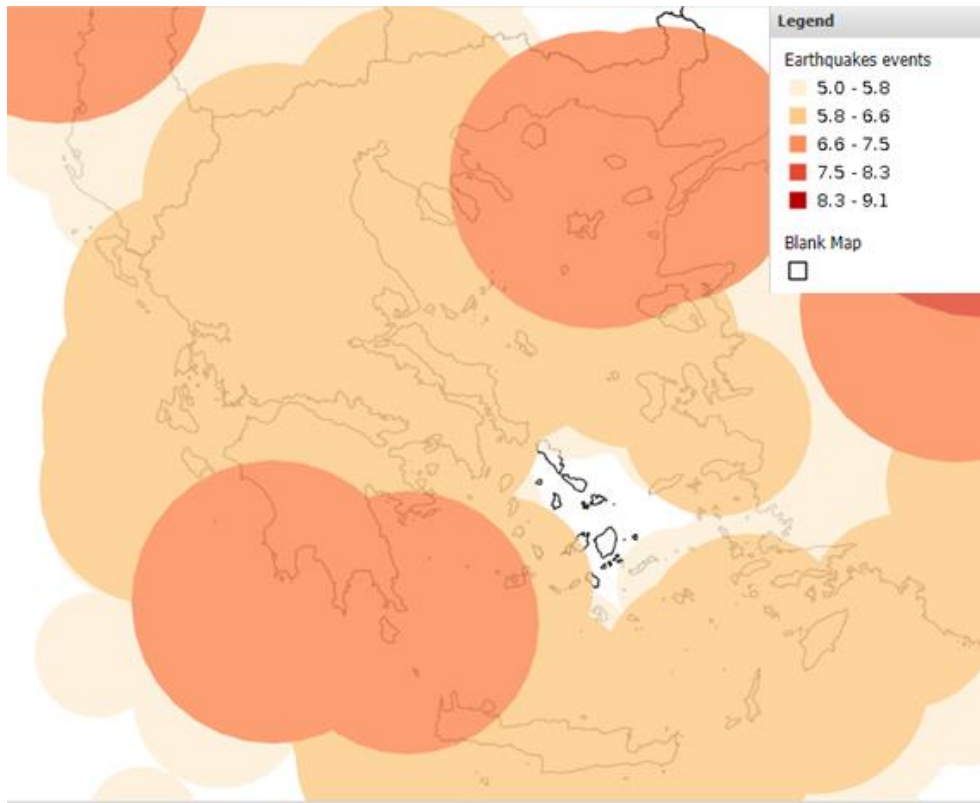 Legend
Earthquakes events
5.0 - 5.8
5.8 - 6.6
6.6 - 7.5
7.5 - 8.3
8.3 - 9.1
Blank Map